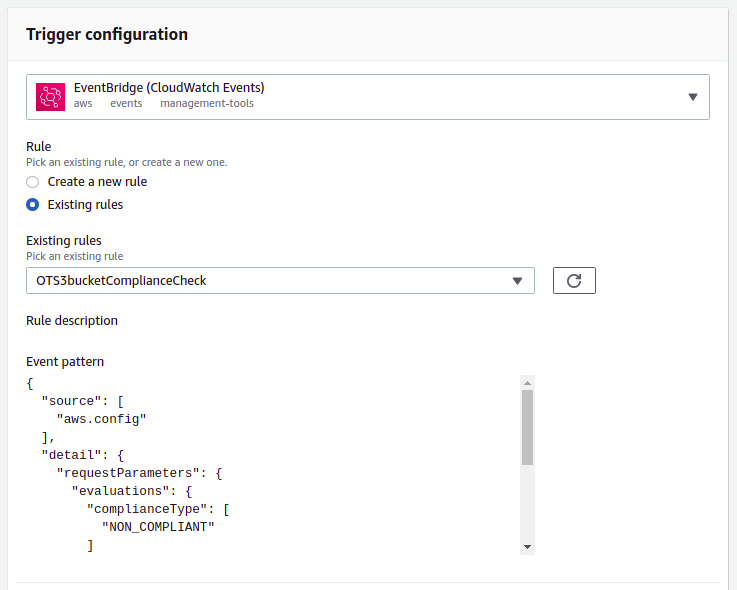 Trigger configuration
EventBridge (CloudWatch Events)
aws events management-tools
Rule
Pick an existing rule, or create a new one.
Create a new rule
Existing rules
Existing rules
Pick an existing rule
OTS3bucketComplianceCheck
Rule description
Event pattern
{
  "source": [
    "aws.config"
  ],
  "detail": {
    "requestParameters": {
      "evaluations": {
        "complianceType": [
          "NON_COMPLIANT"
        ]